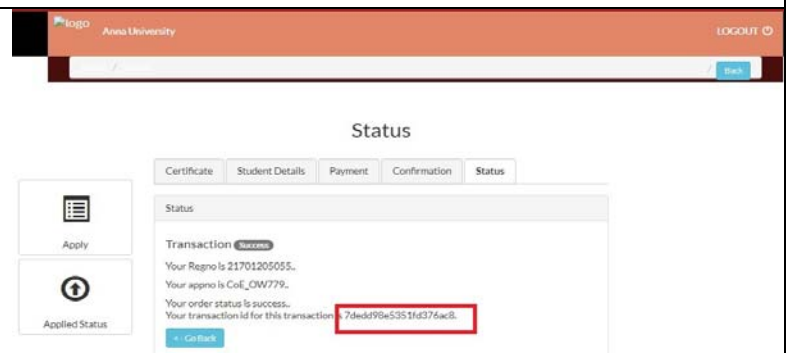 logo
Anna University
LOGOUT
/
/ Back
Status
Certificate Student Details Payment Confirmation Status
Status
Apply
Applied Status
Transaction Success
Your Regno is 21701205055..
Your appno is CoE_OW779..
Your order status is success..
Your transaction id for this transaction is 7dedd98e5351fd376ac8.
<- Go Back